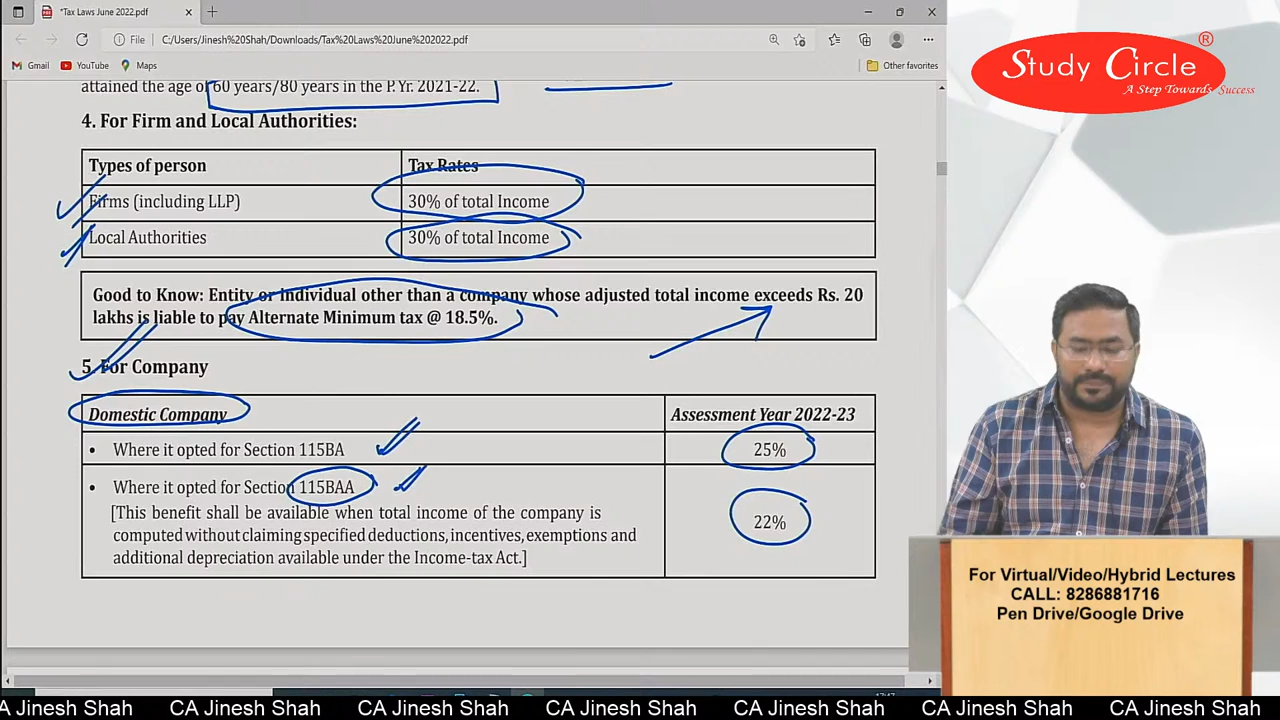 *Tax Laws June 2022.pdf
File
C:/Users/Jinesh%20Shah/Downloads/Tax%20Laws%20June%202022.pdf
Gmail
YouTube
Maps
Other favorites
attained the age of 60 years/80 years in the P.Yr. 2021-22.
4. For Firm and Local Authorities:
Types of person
Tax Rates
Firms (including LLP)
30% of total Income
Local Authorities
30% of total Income
Good to Know: Entity or individual other than a company whose adjusted total income exceeds Rs. 20
lakhs is liable to pay Alternate Minimum tax @ 18.5%.
5. For Company
Domestic Company
Assessment Year 2022-23
• Where it opted for Section 115BA
25%
• Where it opted for Section 115BAA
[This benefit shall be available when total income of the company is
computed without claiming specified deductions, incentives, exemptions and
additional depreciation available under the Income-tax Act.]
22%
Study Circle ®
A Step Towards Success
For Virtual/Video/Hybrid Lectures
CALL: 8286881716
Pen Drive/Google Drive
A Jinesh Shah CA Jinesh Shah CA Jinesh Shah CA Jinesh Shah CA Jinesh Shah CA Jinesh Shah CA Jinesh Shah